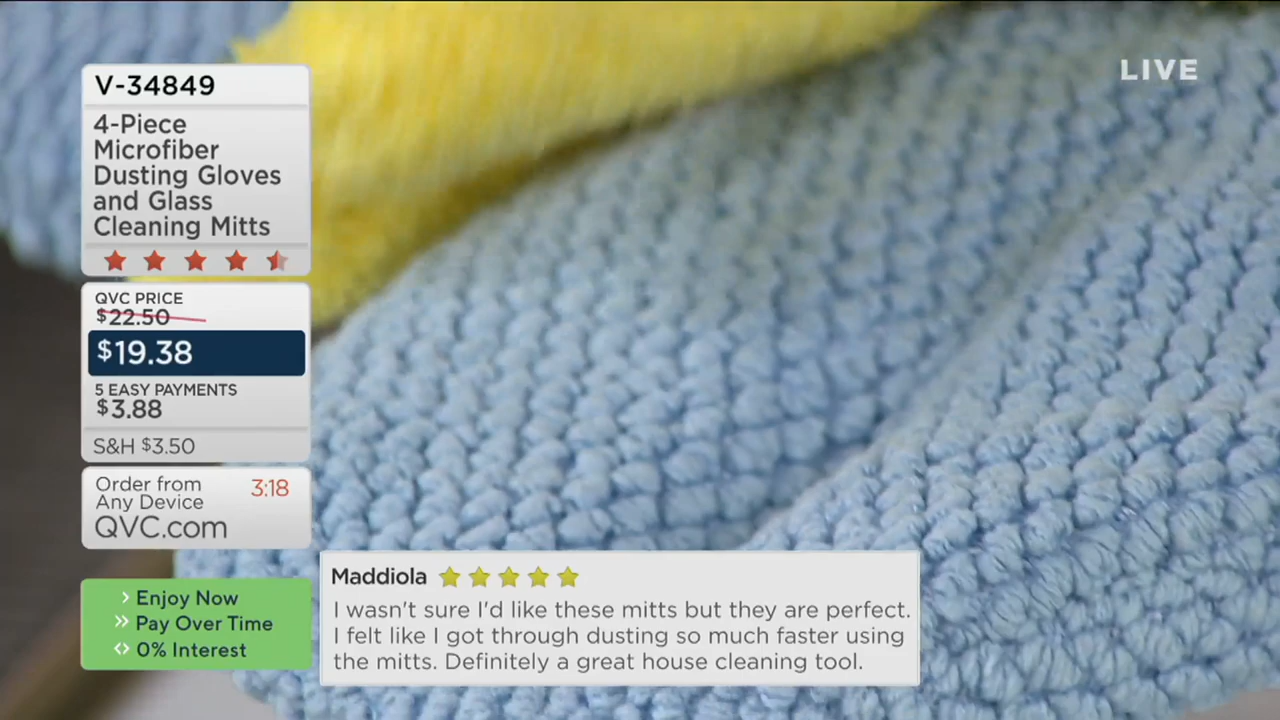 LIVE
V-34849
4-Piece
Microfiber
Dusting Gloves
and Glass
Cleaning Mitts
QVC PRICE
$22.50
$19.38
5 EASY PAYMENTS
$3.88
S&H $3.50
Order from
Any Device
3:18
QVC.com
> Enjoy Now
>> Pay Over Time
<> 0% Interest
Maddiola
I wasn't sure I'd like these mitts but they are perfect.
I felt like I got through dusting so much faster using
the mitts. Definitely a great house cleaning tool.